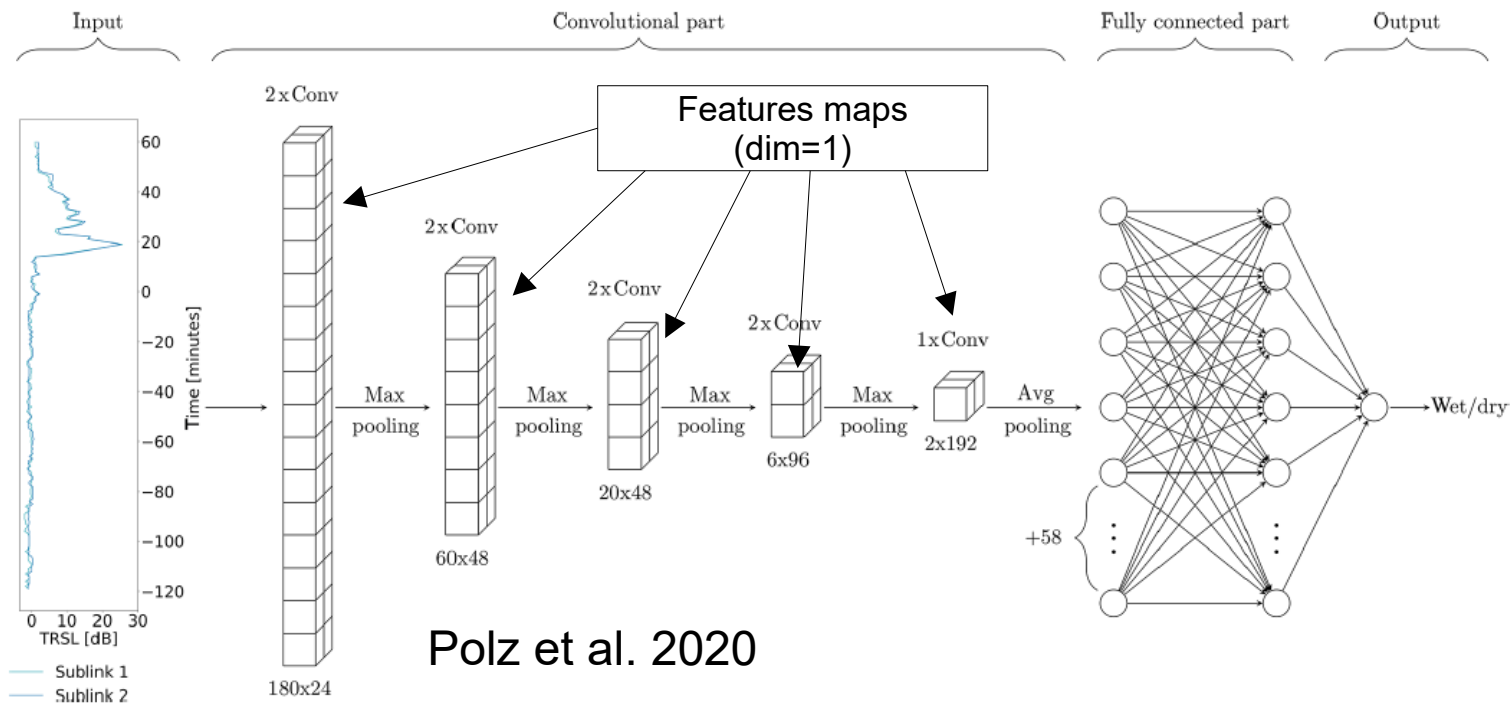 Input
Convolutional part
Fully connected part
Output
2xConv
Features maps
(dim=1)
2xConv
2xConv
2xConv
1xConv
60
40
20
0
−20
−40
−60
−80
−100
−120
Time [minutes]
0 10 20 30
TRSL [dB]
Sublink 1
Sublink 2
Max
pooling
Max
pooling
Max
pooling
Max
pooling
Avg
pooling
180x24
60x48
20x48
6x96
2x192
+58
Wet/dry
Polz et al. 2020